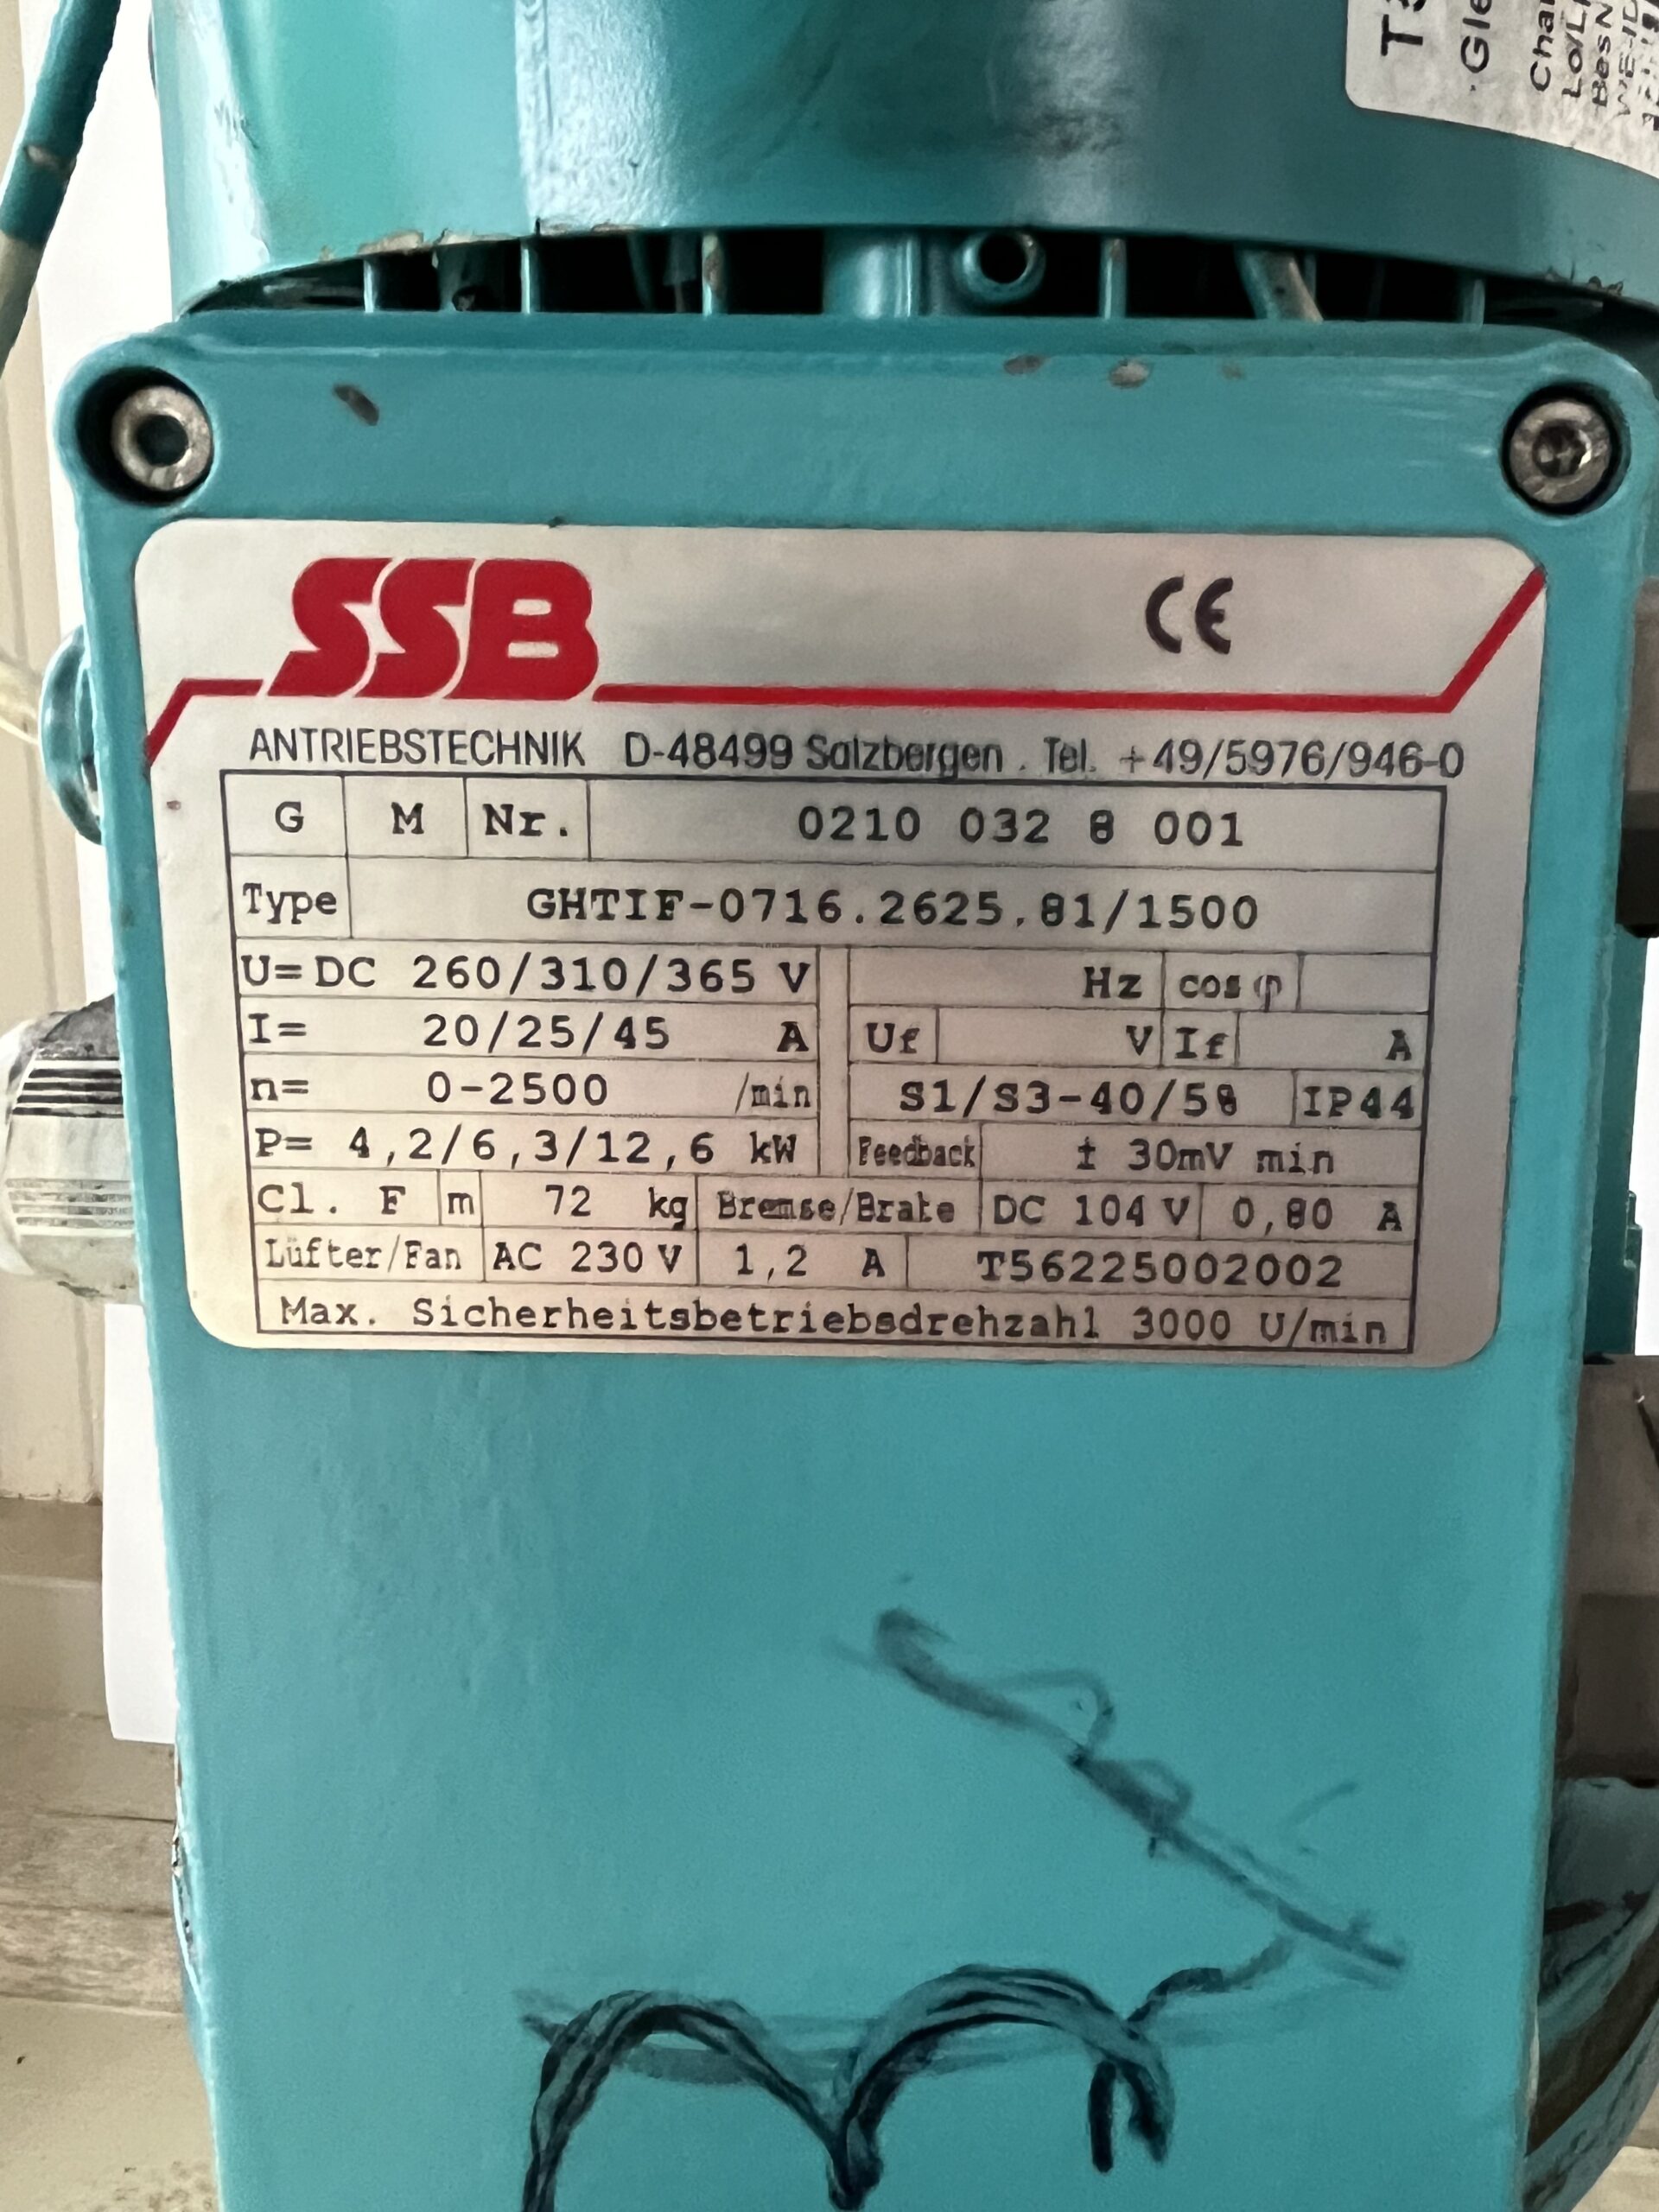 SSB
CE
ANTRIEBSTECHNIK D-48499 Salzbergen . Tel. +49/5976/946-0
G M Nr. 0210 032 8 001
Type GHTIF-0716.2625.81/1500
U= DC 260/310/365 V Hz cos φ
I= 20/25/45 A Uf V If A
n= 0-2500 /min S1/S3-40/58 IP44
P= 4,2/6,3/12,6 kW Feedback ± 30mV min
Cl. F m 72 kg Bremse/Brake DC 104 V 0,80 A
Lüfter/Fan AC 230 V 1,2 A T56225002002
Max. Sicherheitsbetriebsdrehzahl 3000 U/min